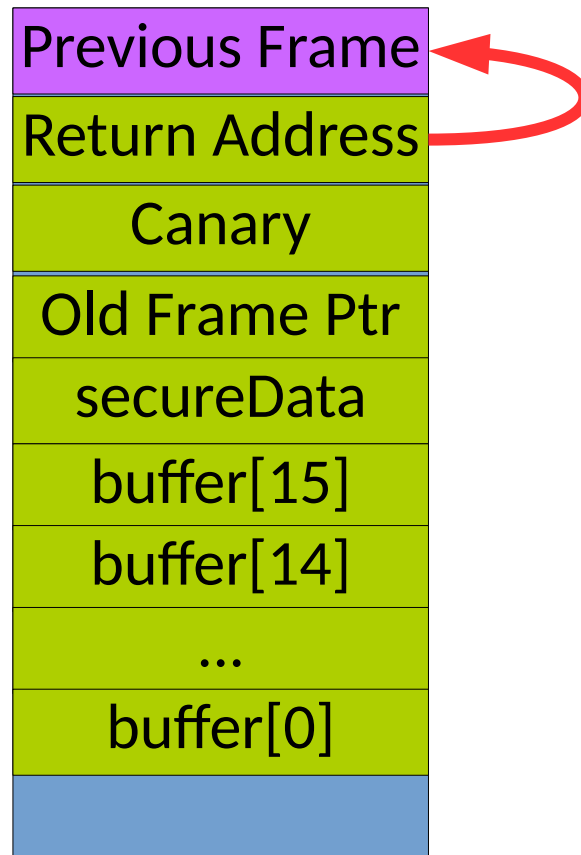 Previous Frame
Return Address
Canary
Old Frame Ptr
secureData
buffer[15]
buffer[14]
...
buffer[0]